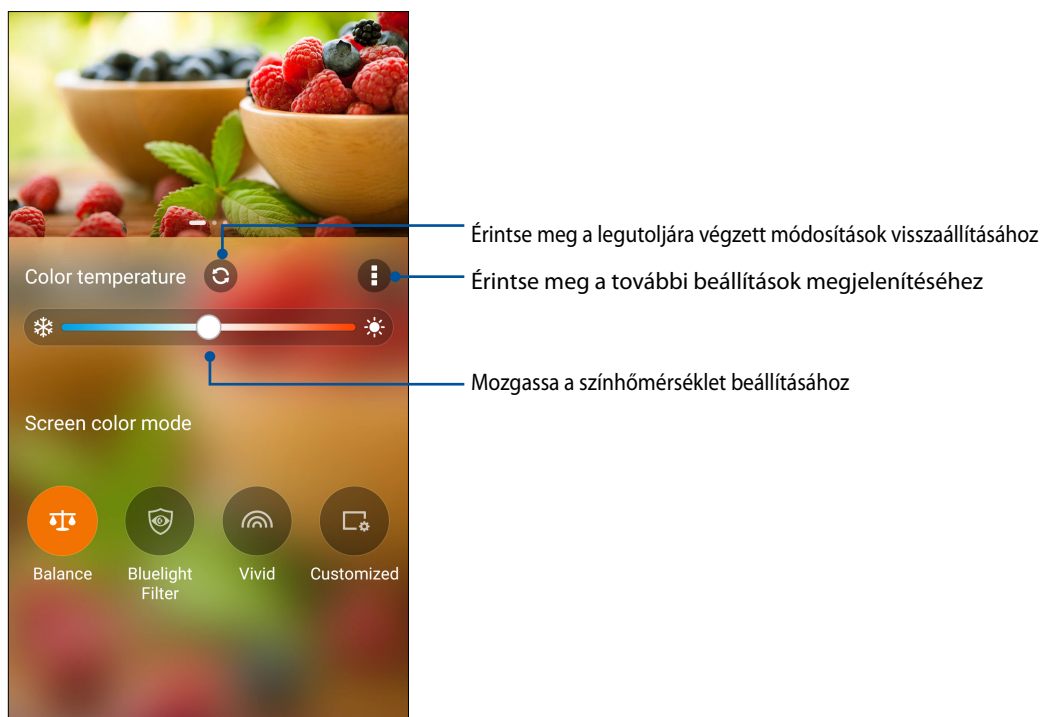 Érintse meg a legutoljára végzett módosítások visszaállításához
Color temperature
Érintse meg a további beállítások megjelenítéséhez
Mozgassa a színhőmérséklet beállításához
Screen color mode
Balance
Bluelight
Filter
Vivid
Customized